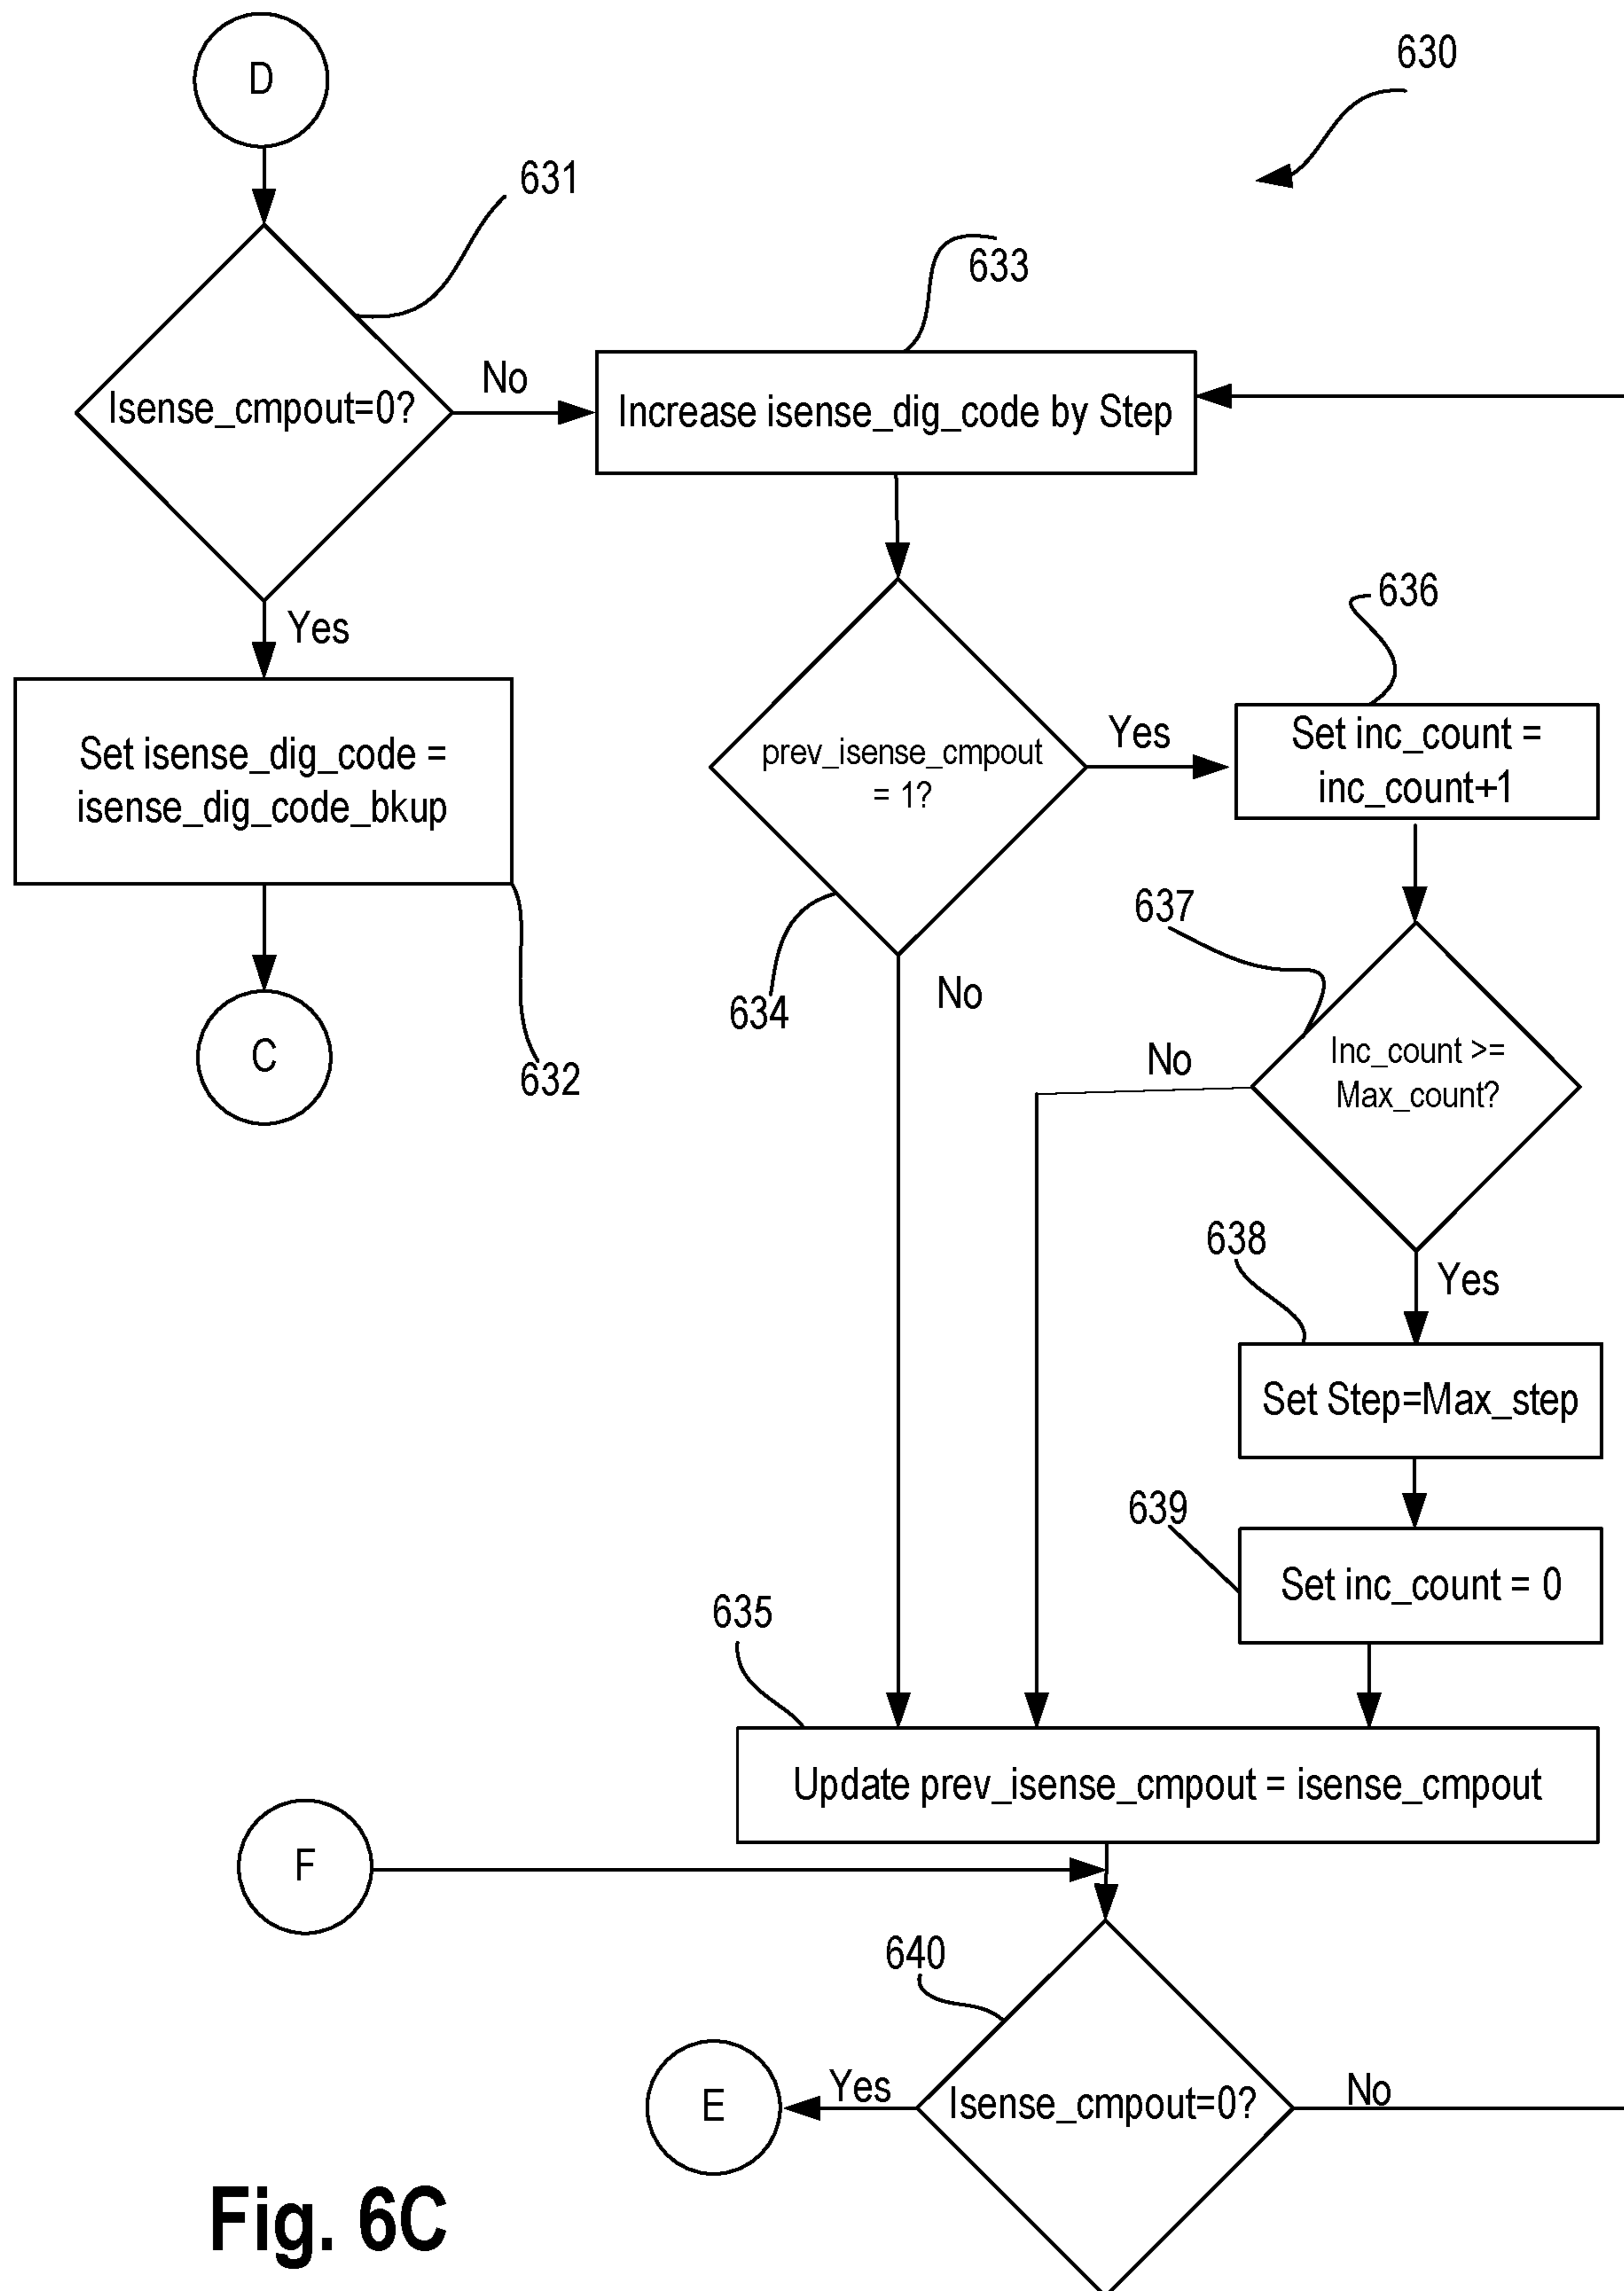 D
630
631
633
Isense_cmpout=0?
No
Increase isense_dig_code by Step
Yes
636
Set isense_dig_code =
isense_dig_code_bkup
prev_isense_cmpout
= 1?
Yes
Set inc_count =
inc_count+1
637
634
No
C
632
No
Inc_count >=
Max_count?
638
Yes
Set Step=Max_step
639
Set inc_count = 0
635
Update prev_isense_cmpout = isense_cmpout
F
640
E
Yes
Isense_cmpout=0?
No
Fig. 6C